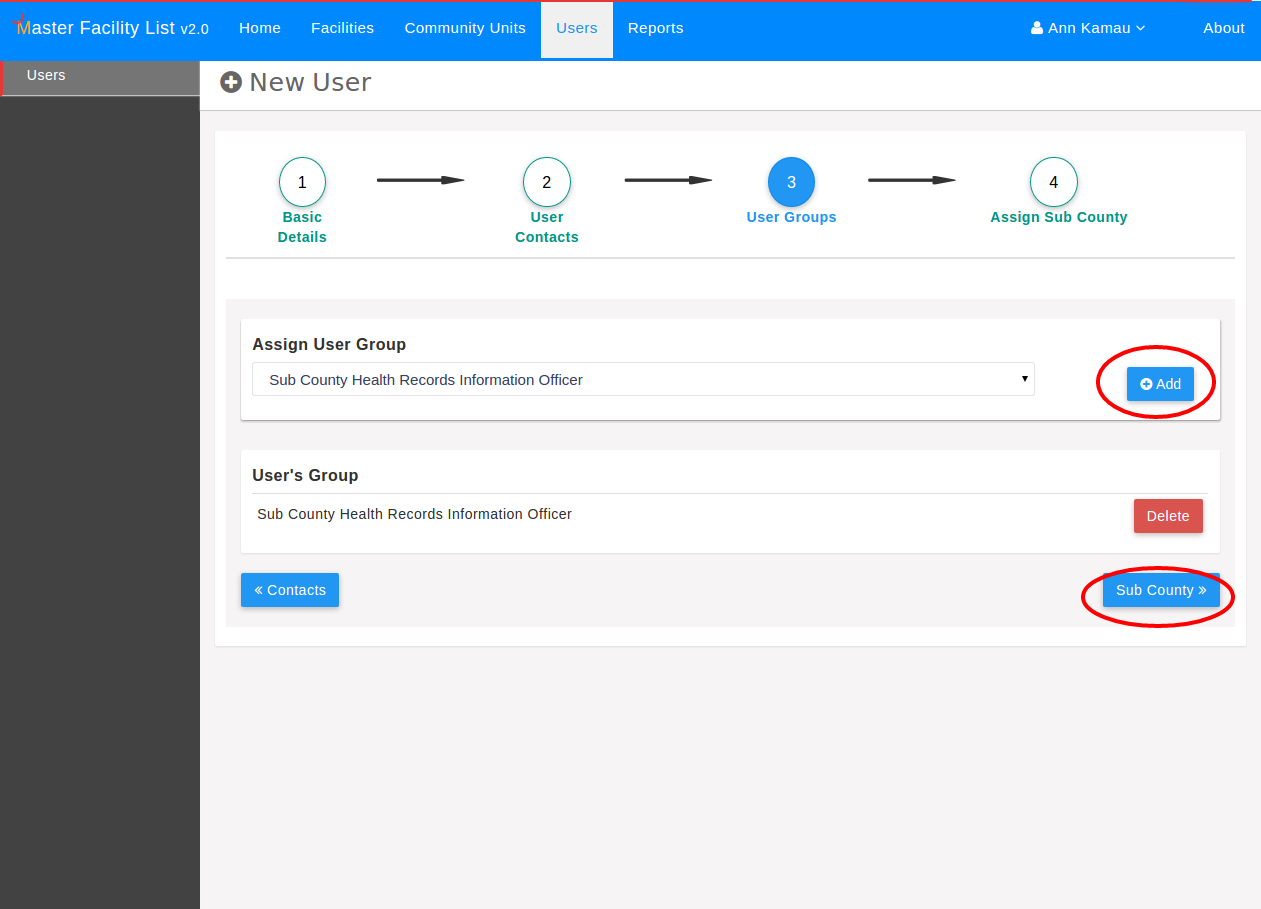 Master Facility List v2.0 Home Facilities Community Units Users Reports Ann Kamau About
Users
New User
1 2 3 4
Basic Details User Contacts User Groups Assign Sub County
Assign User Group
Sub County Health Records Information Officer Add
User's Group
Sub County Health Records Information Officer Delete
« Contacts Sub County »